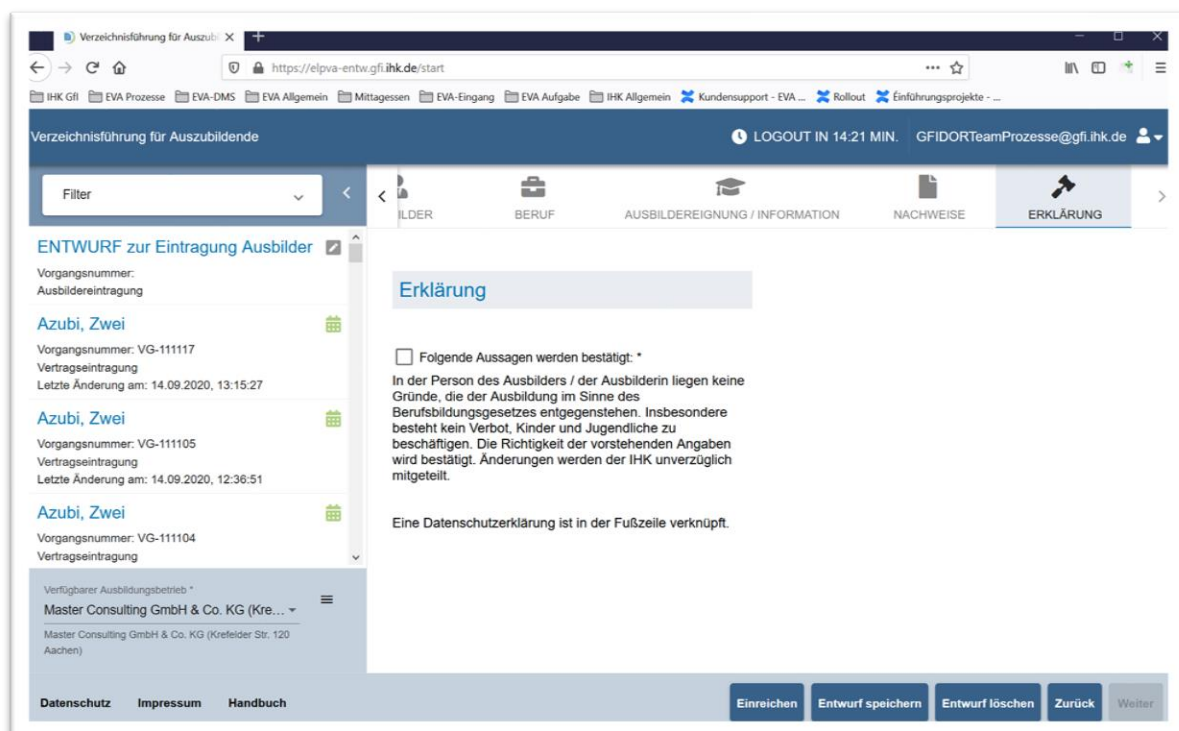 Verzeichnisführung für Auszubi
https://elpva-entw.gfi.ihk.de/start
IHK GfI EVA Prozesse EVA-DMS EVA Allgemein Mittagessen EVA-Eingang EVA Aufgabe IHK Allgemein Kundensupport - EVA ... Rollout Einführungsprojekte - ...
Verzeichnisführung für Auszubildende
LOGOUT IN 14:21 MIN. GFIDORTeamProzesse@gfi.ihk.de
Filter
ILDER BERUF AUSBILDEREIGNUNG / INFORMATION NACHWEISE ERKLÄRUNG
ENTWURF zur Eintragung Ausbilder
Vorgangsnummer:
Ausbildereintragung
Azubi, Zwei
Vorgangsnummer: VG-111117
Vertragseintragung
Letzte Änderung am: 14.09.2020, 13:15:27
Azubi, Zwei
Vorgangsnummer: VG-111105
Vertragseintragung
Letzte Änderung am: 14.09.2020, 12:36:51
Azubi, Zwei
Vorgangsnummer: VG-111104
Vertragseintragung
Verfügbarer Ausbildungsbetrieb *
Master Consulting GmbH & Co. KG (Kre...
Master Consulting GmbH & Co. KG (Krefelder Str. 120
Aachen)
Erklärung
Folgende Aussagen werden bestätigt: *
In der Person des Ausbilders / der Ausbilderin liegen keine
Gründe, die der Ausbildung im Sinne des
Berufsbildungsgesetzes entgegenstehen. Insbesondere
besteht kein Verbot, Kinder und Jugendliche zu
beschäftigen. Die Richtigkeit der vorstehenden Angaben
wird bestätigt. Änderungen werden der IHK unverzüglich
mitgeteilt.
Eine Datenschutzerklärung ist in der Fußzeile verknüpft.
Datenschutz Impressum Handbuch
Einreichen Entwurf speichern Entwurf löschen Zurück Weiter